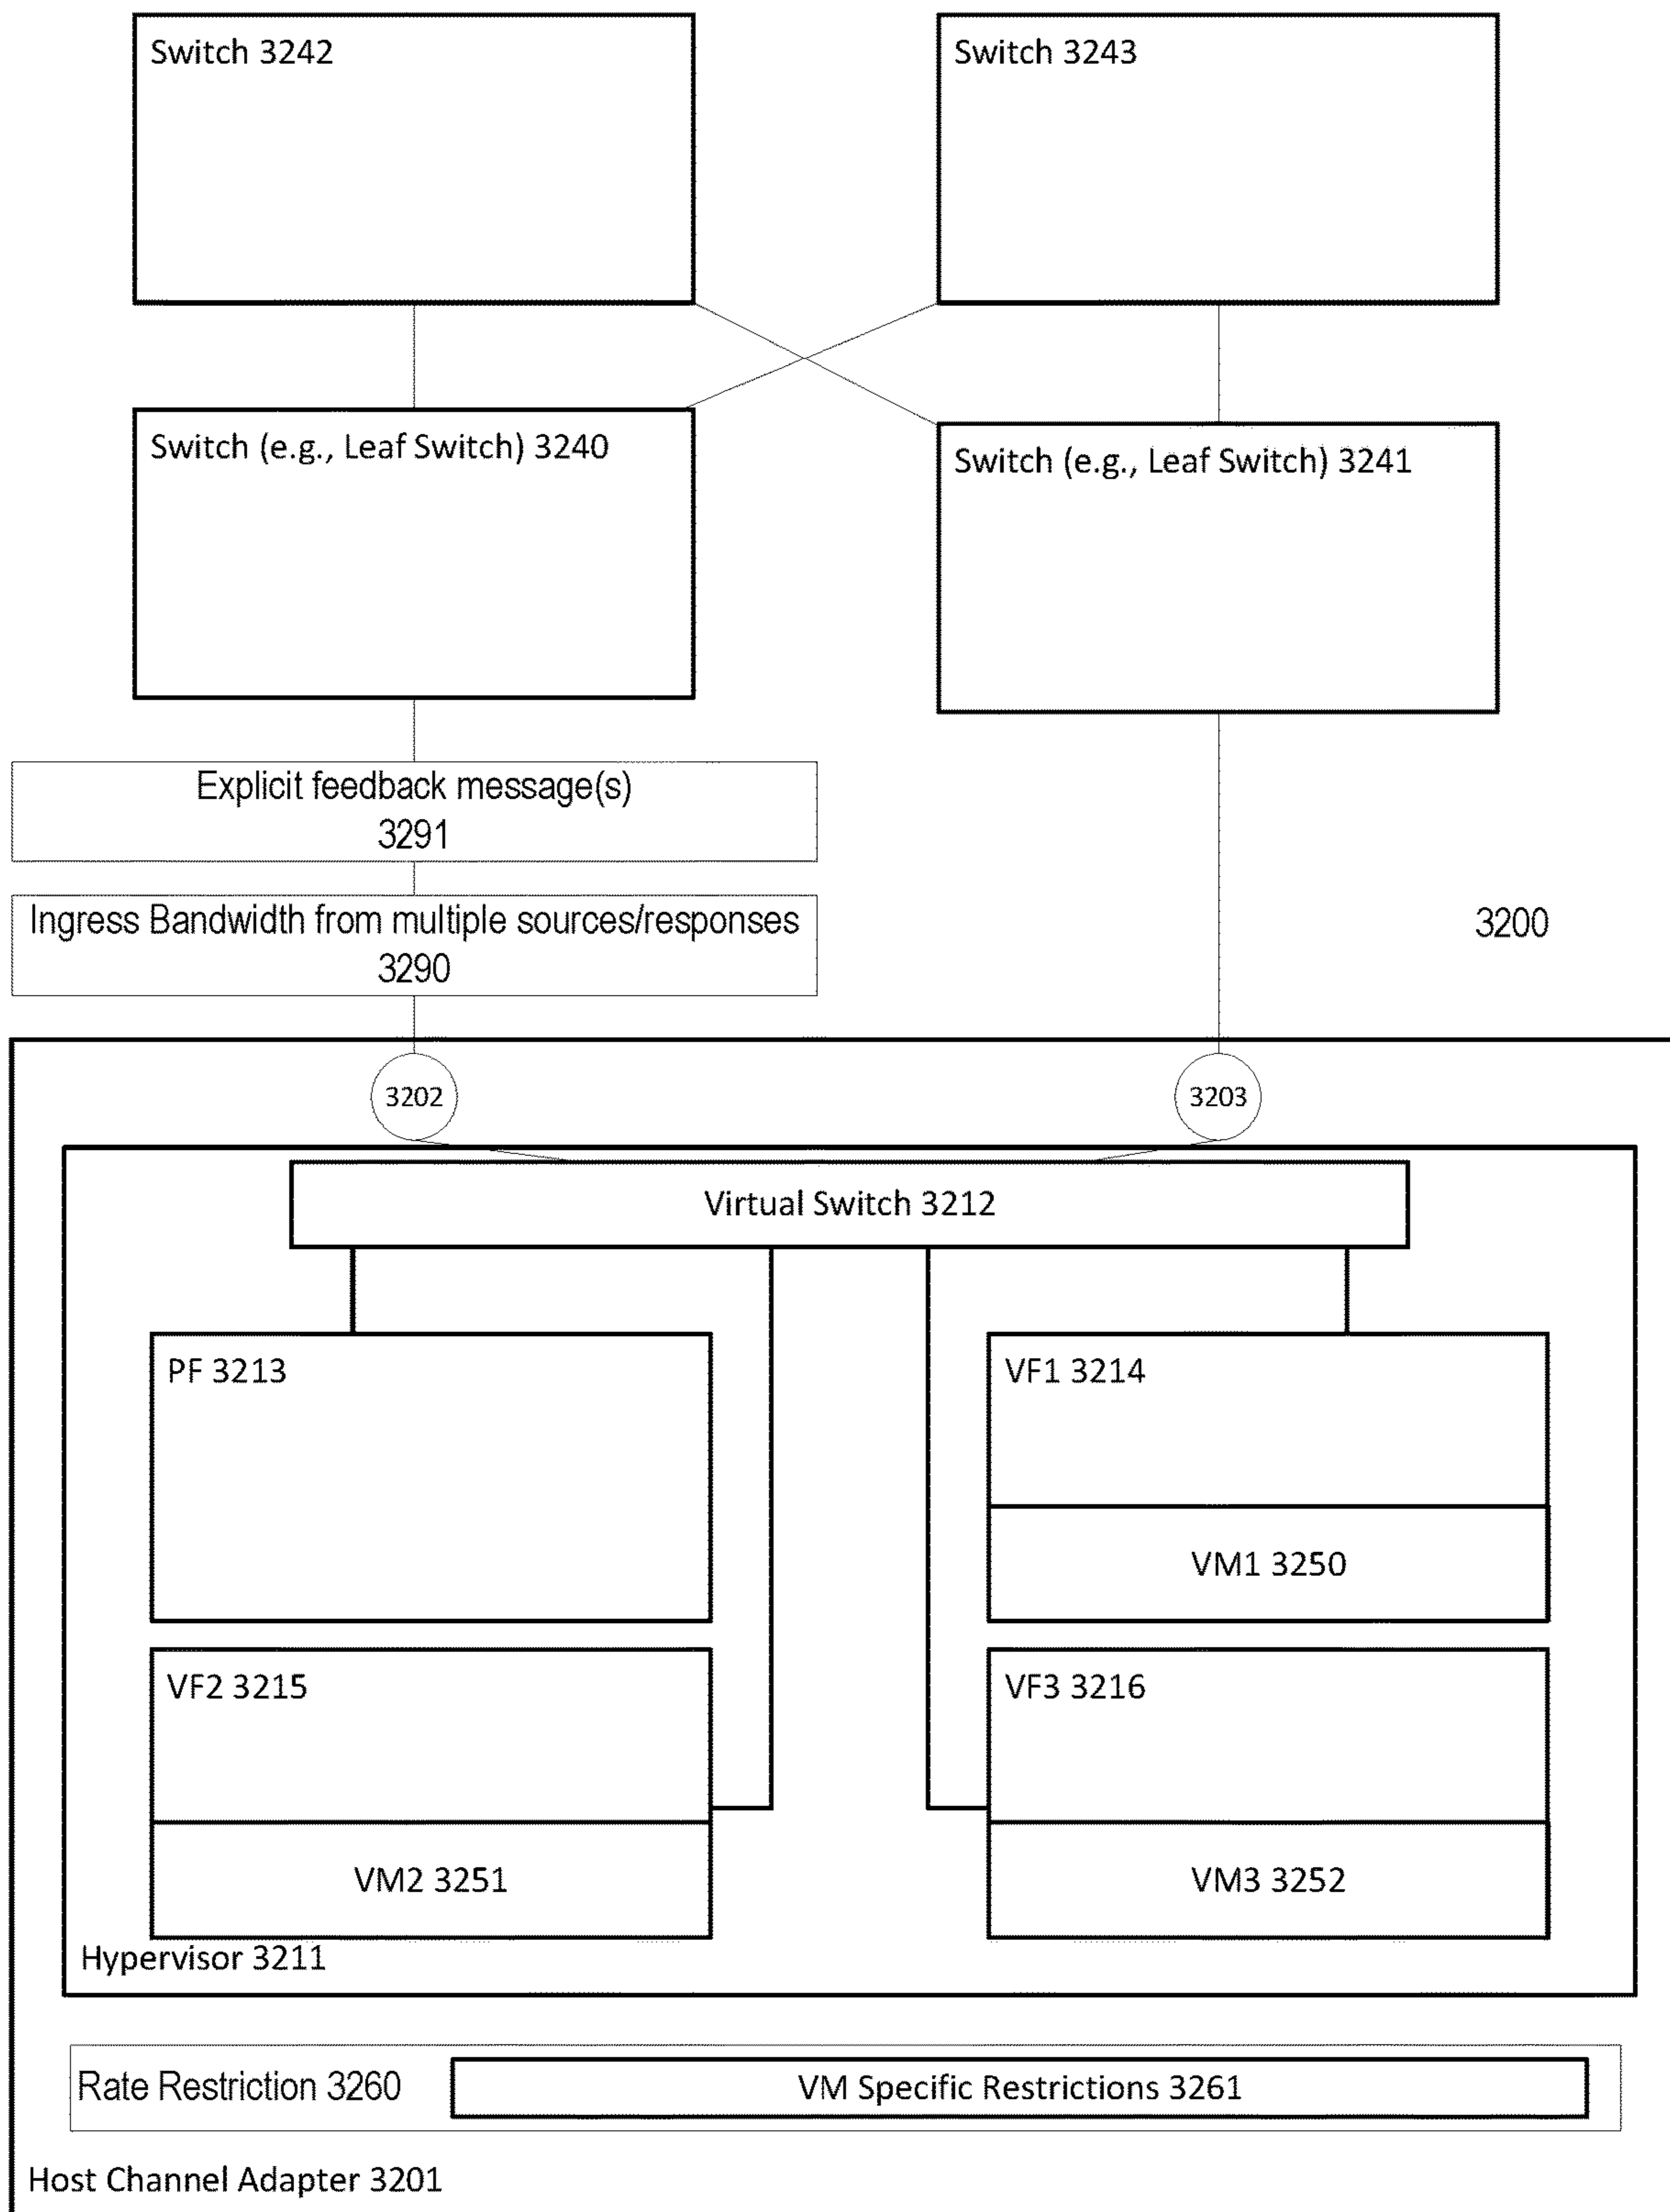 Switch 3242
Switch 3243
Switch (e.g., Leaf Switch) 3240
Switch (e.g., Leaf Switch) 3241
Explicit feedback message(s)
3291
Ingress Bandwidth from multiple sources/responses
3290
3200
3202
3203
Virtual Switch 3212
PF 3213
VF1 3214
VM1 3250
VF2 3215
VF3 3216
VM2 3251
VM3 3252
Hypervisor 3211
Rate Restriction 3260
VM Specific Restrictions 3261
Host Channel Adapter 3201